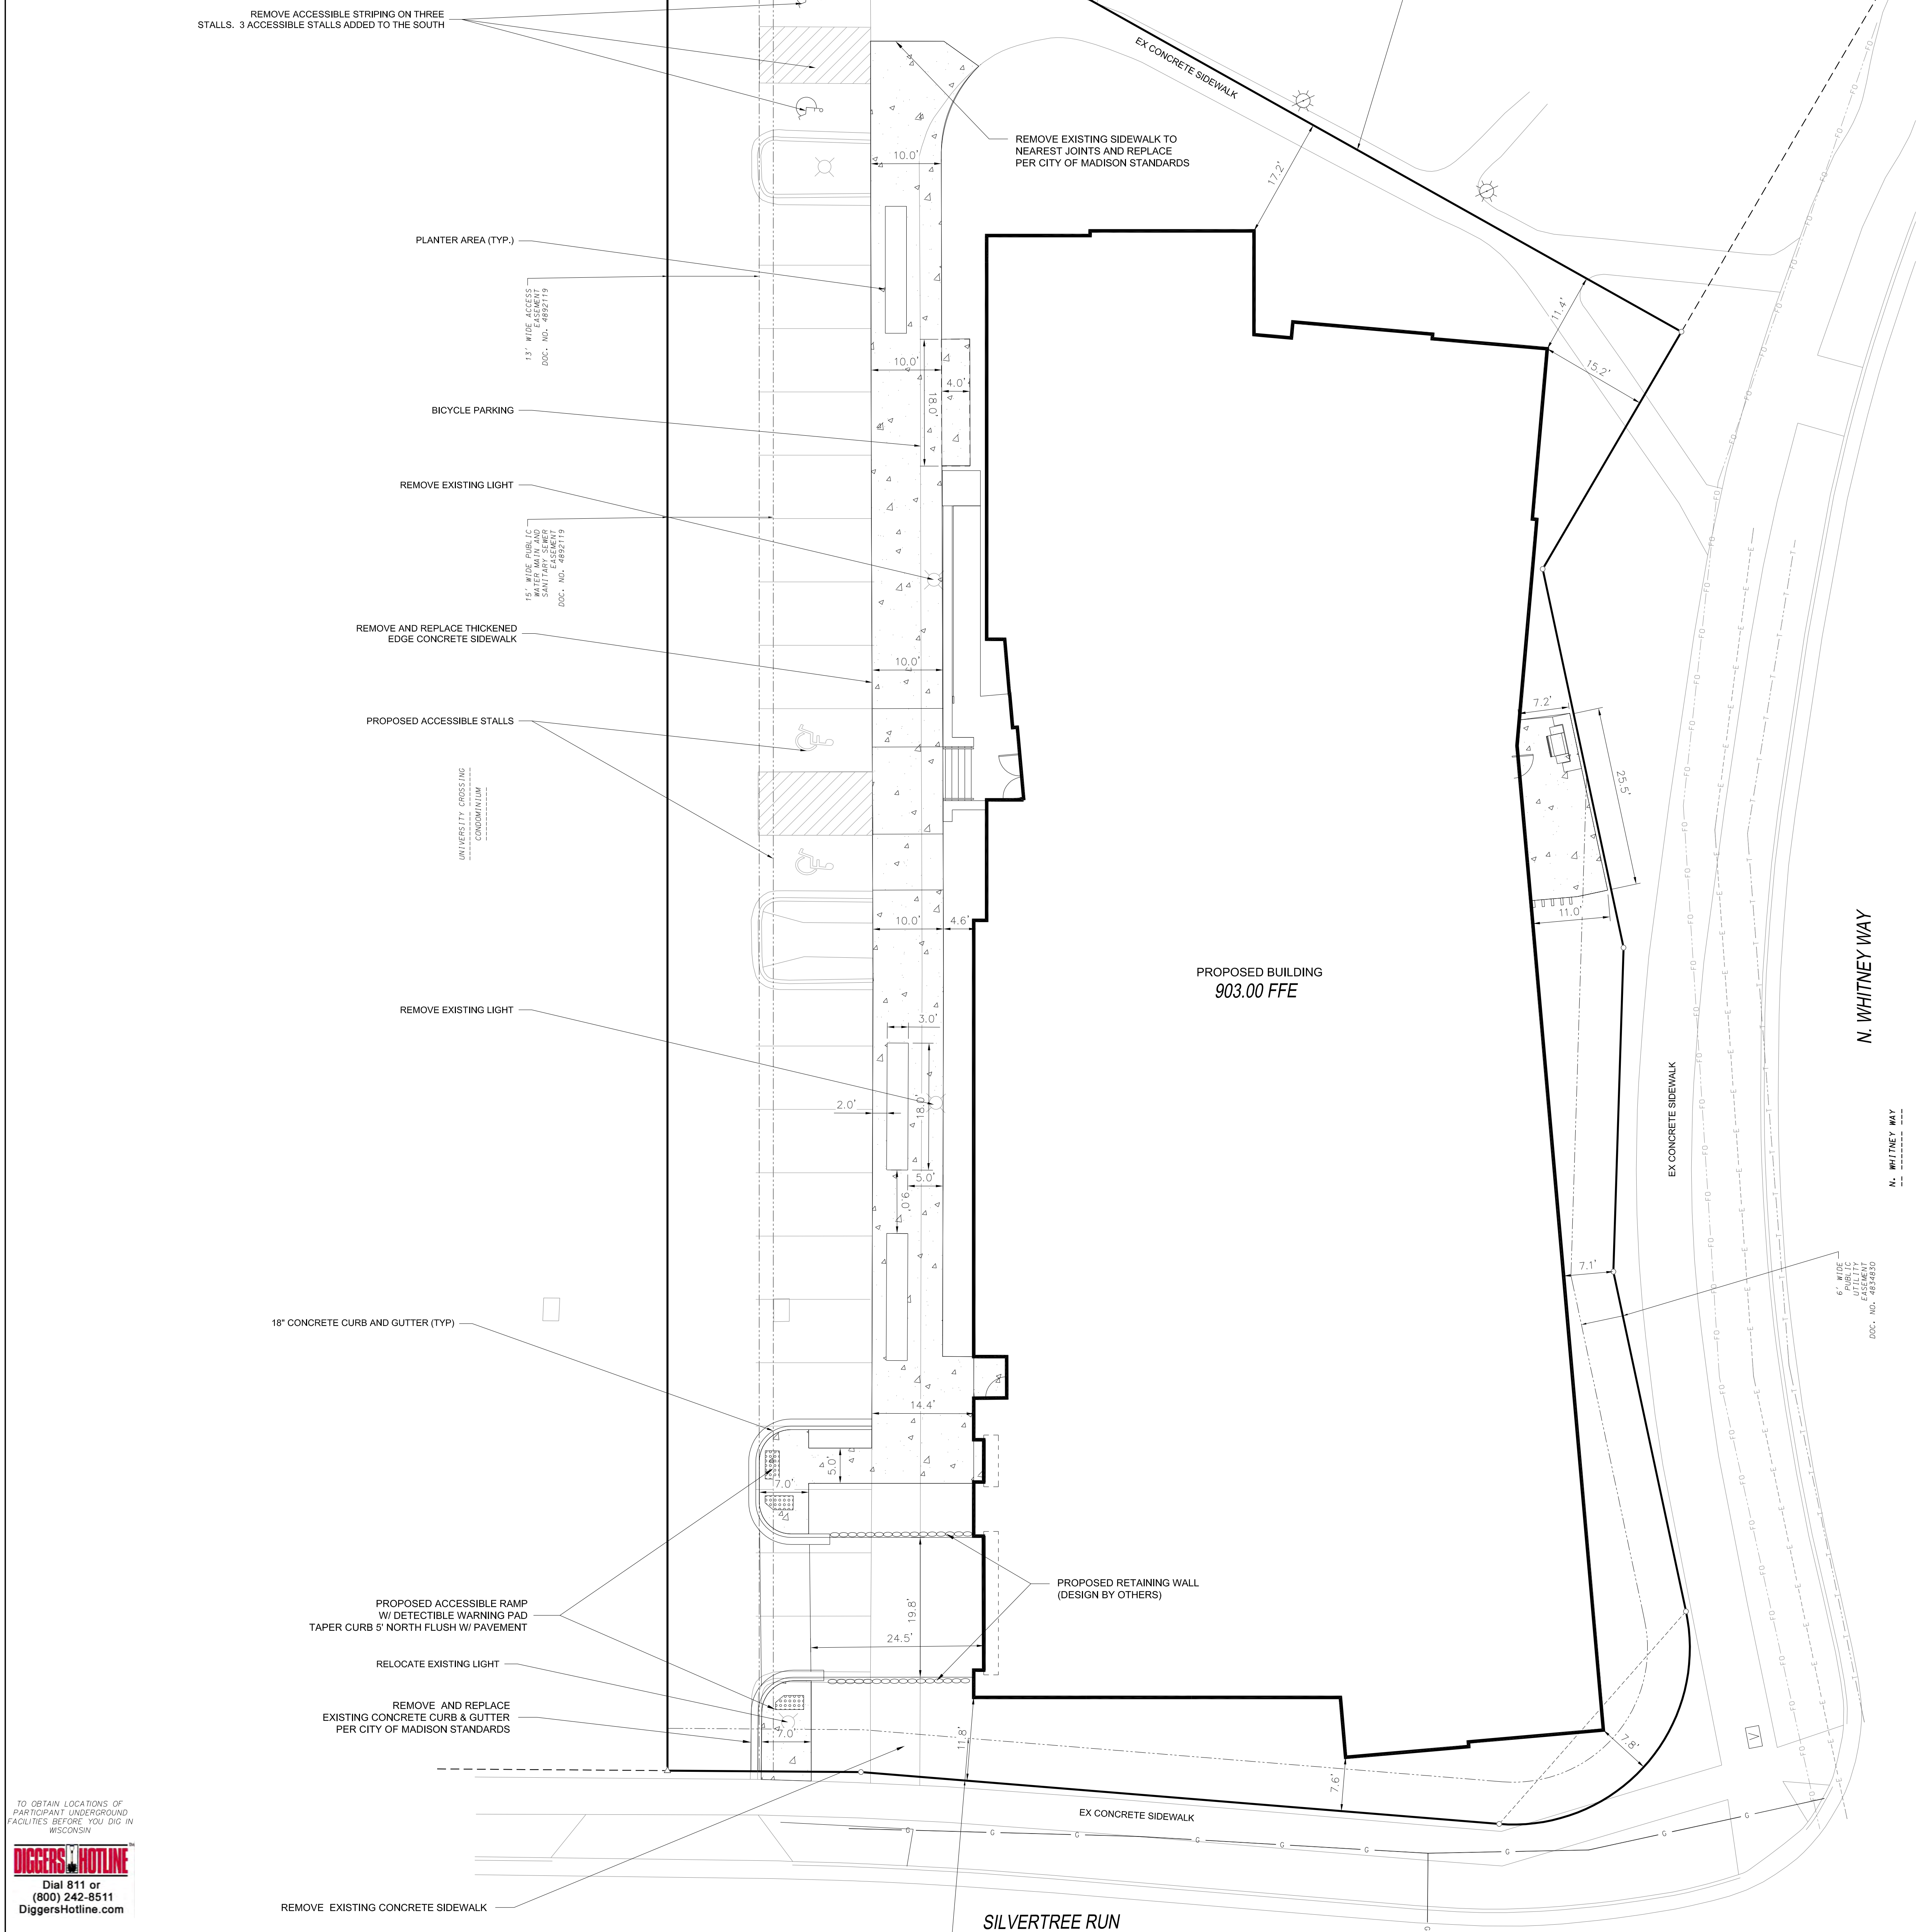 REMOVE ACCESSIBLE STRIPING ON THREE
STALLS. 3 ACCESSIBLE STALLS ADDED TO THE SOUTH
EX CONCRETE SIDEWALK
REMOVE EXISTING SIDEWALK TO
NEAREST JOINTS AND REPLACE
PER CITY OF MADISON STANDARDS
10.0'
17.2'
PLANTER AREA (TYP.)
13' WIDE ACCESS
EASEMENT
DOC. NO. 4892119
11.4'
15.2'
10.0'
4.0'
18.0'
BICYCLE PARKING
REMOVE EXISTING LIGHT
15' WIDE PUBLIC
WATER MAIN AND
SANITARY SEWER
EASEMENT
DOC. NO. 4892119
REMOVE AND REPLACE THICKENED
EDGE CONCRETE SIDEWALK
10.0'
PROPOSED ACCESSIBLE STALLS
7.2'
25.5'
UNIVERSITY CROSSING
CONDOMINIUM
10.0'
4.6'
11.0'
PROPOSED BUILDING
903.00 FFE
N. WHITNEY WAY
REMOVE EXISTING LIGHT
3.0'
18.0'
2.0'
5.0'
9.0'
EX CONCRETE SIDEWALK
N. WHITNEY WAY
7.1'
6' WIDE
PUBLIC
UTILITY
EASEMENT
DOC. NO. 4834830
18" CONCRETE CURB AND GUTTER (TYP)
14.4'
5.0'
7.0'
PROPOSED RETAINING WALL
(DESIGN BY OTHERS)
PROPOSED ACCESSIBLE RAMP
W/ DETECTIBLE WARNING PAD
TAPER CURB 5' NORTH FLUSH W/ PAVEMENT
19.8'
24.5'
RELOCATE EXISTING LIGHT
REMOVE AND REPLACE
EXISTING CONCRETE CURB & GUTTER
PER CITY OF MADISON STANDARDS
7.0'
11.8'
7.6'
7.8'
EX CONCRETE SIDEWALK
TO OBTAIN LOCATIONS OF
PARTICIPANT UNDERGROUND
FACILITIES BEFORE YOU DIG IN
WISCONSIN
DIGGERS HOTLINE
Dial 811 or
(800) 242-8511
DiggersHotline.com
REMOVE EXISTING CONCRETE SIDEWALK
SILVERTREE RUN